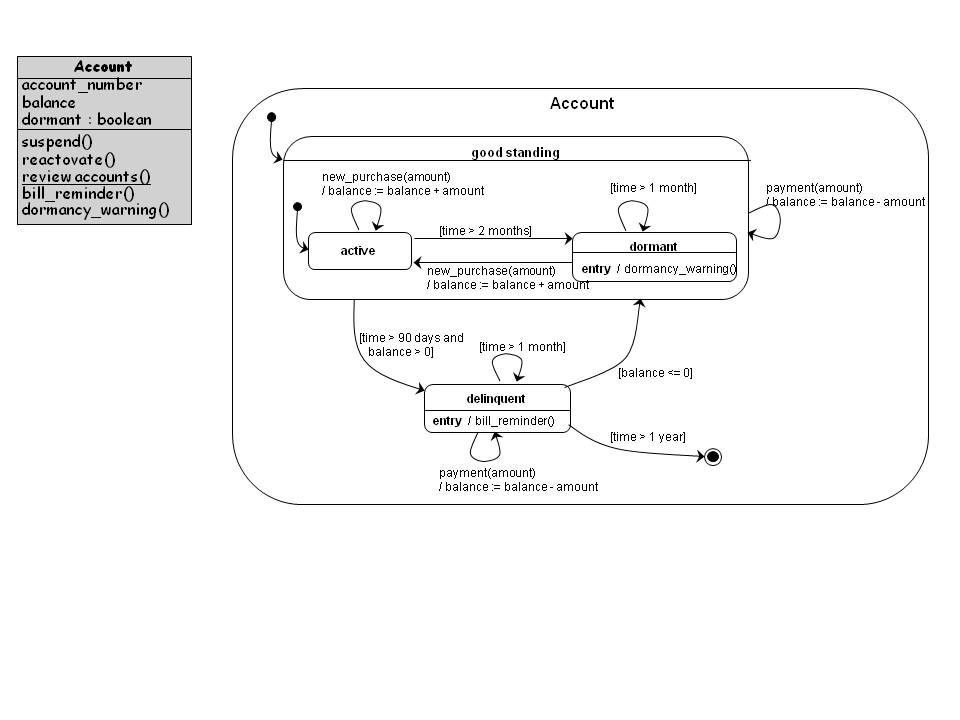 Account
account_number
balance
dormant : boolean
suspend()
reactovate()
review accounts()
bill_reminder()
dormancy_warning()
Account
good standing
new_purchase(amount)
/ balance := balance + amount
[time > 1 month]
payment(amount)
/ balance := balance - amount
active
[time > 2 months]
dormant
entry / dormancy_warning()
new_purchase(amount)
/ balance := balance + amount
[time > 90 days and
balance > 0]
[time > 1 month]
[balance <= 0]
delinquent
entry / bill_reminder()
[time > 1 year]
payment(amount)
/ balance := balance - amount